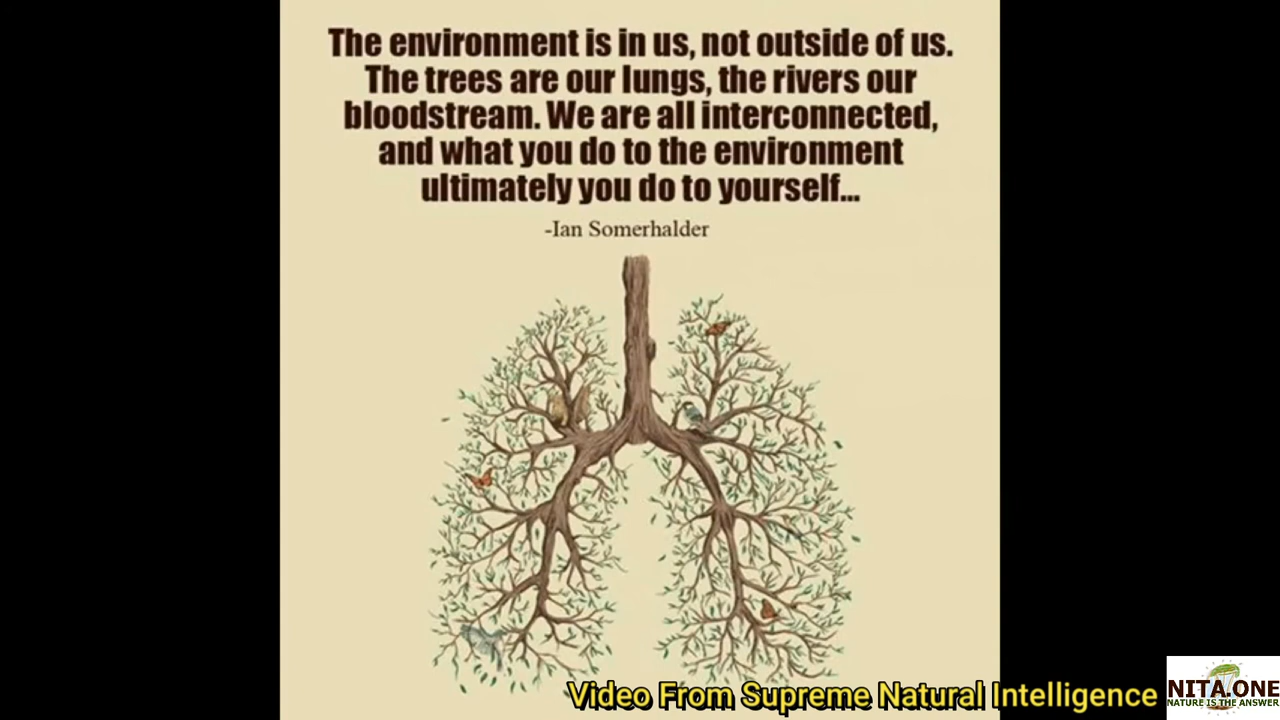 The environment is in us, not outside of us.
The trees are our lungs, the rivers our
bloodstream. We are all interconnected,
and what you do to the environment
ultimately you do to yourself...
-Ian Somerhalder
Video From Supreme Natural Intelligence
NITA.ONE
NATURE IS THE ANSWER